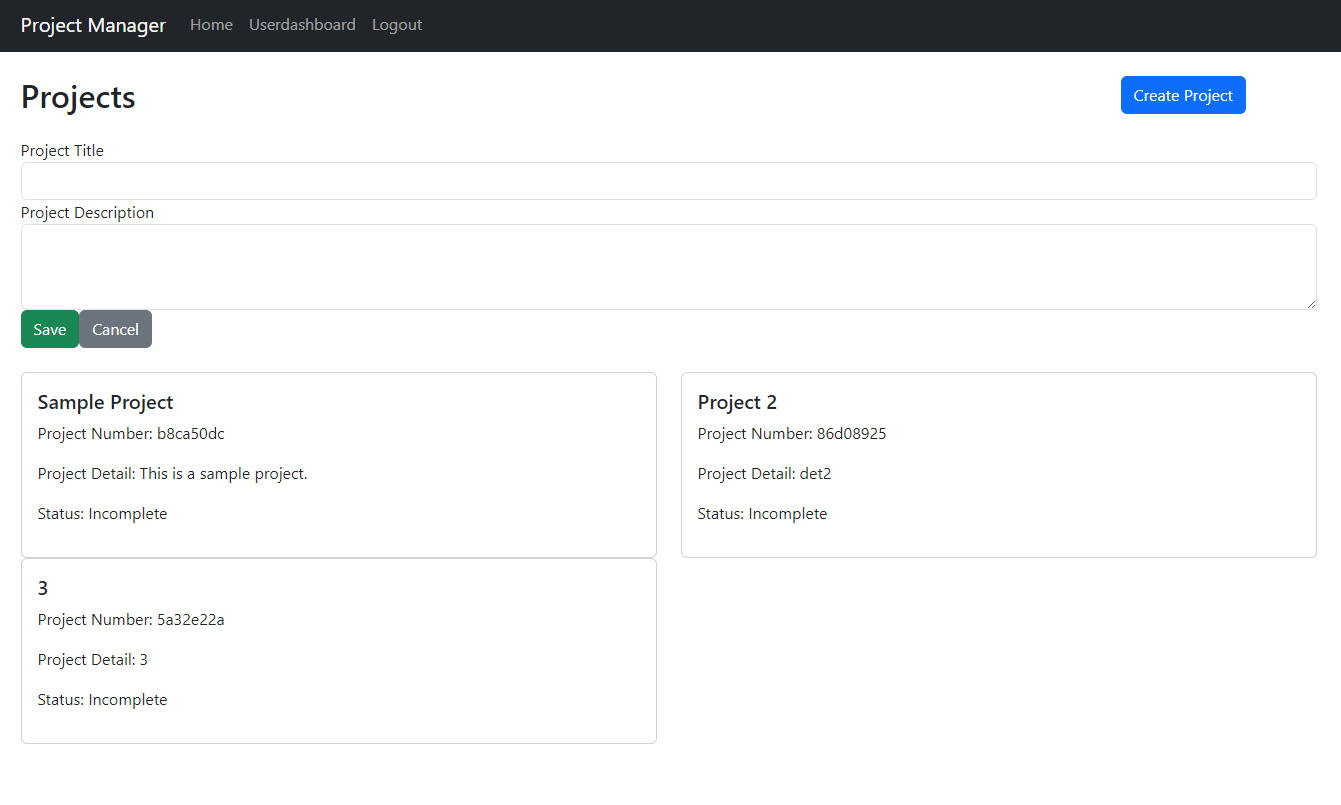 Project Manager Home Userdashboard Logout
Projects
Create Project
Project Title
Project Description
Save Cancel
Sample Project
Project Number: b8ca50dc
Project Detail: This is a sample project.
Status: Incomplete
Project 2
Project Number: 86d08925
Project Detail: det2
Status: Incomplete
3
Project Number: 5a32e22a
Project Detail: 3
Status: Incomplete